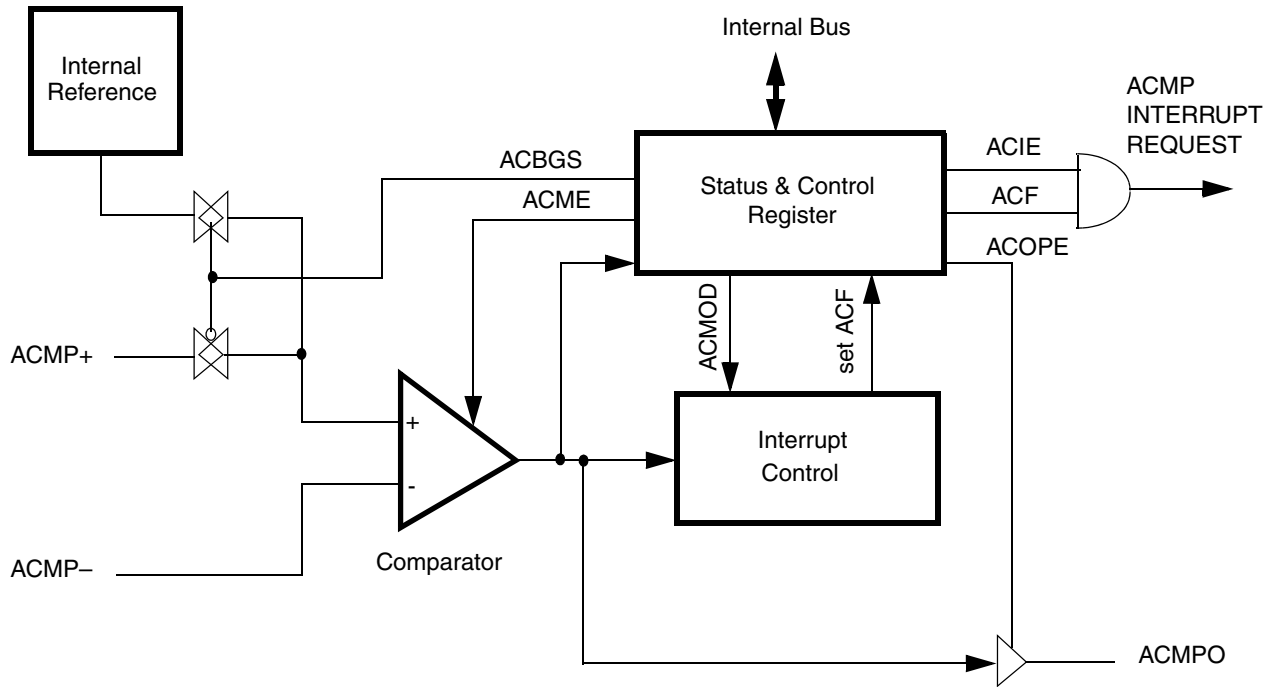 Internal Bus
Internal
Reference
ACMP
INTERRUPT
REQUEST
ACBGS
ACME
Status & Control
Register
ACIE
ACF
ACOPE
ACMOD
set ACF
ACMP+
+
-
Interrupt
Control
Comparator
ACMP–
ACMPO